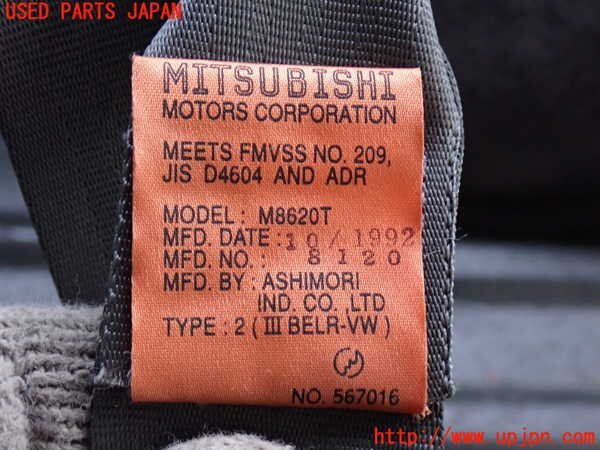 USED PARTS JAPAN
MITSUBISHI
MOTORS CORPORATION
MEETS FMVSS NO. 209,
JIS D4604 AND ADR
MODEL : M8620T
MFD. DATE : 10/1992
MFD. NO. : 8120
MFD. BY : ASHIMORI
IND. CO., LTD
TYPE : 2 ( III BELR-VW )
NO. 567016
http://www.upjpn.com/